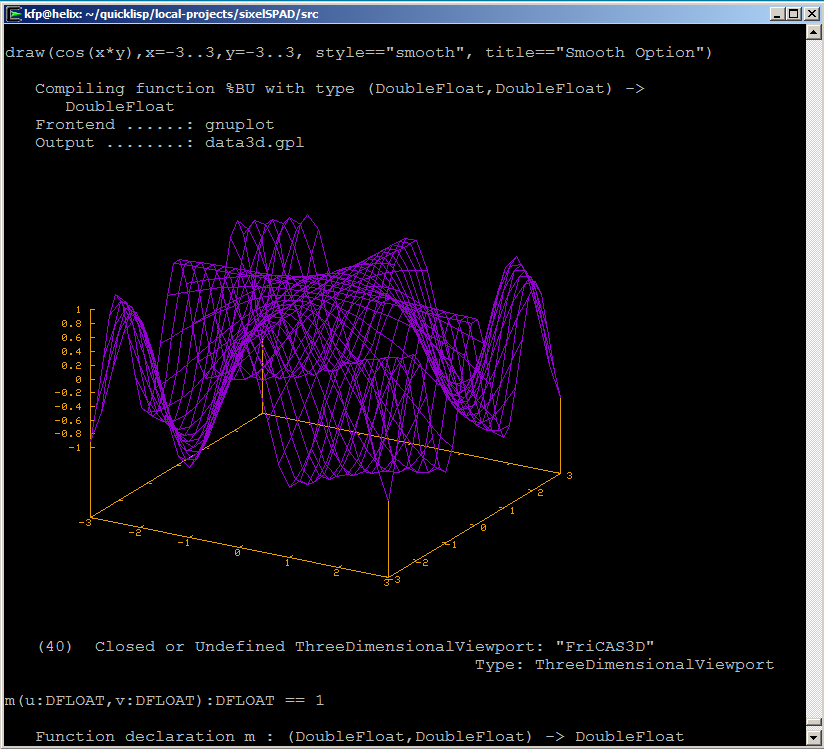 kfp@helix: ~/quicklisp/local-projects/sixelSPAD/src
draw(cos(x*y),x=-3..3,y=-3..3, style=="smooth", title=="Smooth Option")
Compiling function %BU with type (DoubleFloat,DoubleFloat) ->
DoubleFloat
Frontend ......: gnuplot
Output ........: data3d.gpl
1
0.8
0.6
0.4
0.2
0
-0.2
-0.4
-0.6
-0.8
-1
-3
-2
-1
0
1
2
3
-3
-2
-1
0
1
2
3
(40) Closed or Undefined ThreeDimensionalViewport: "FriCAS3D"
Type: ThreeDimensionalViewport
m(u:DFLOAT,v:DFLOAT):DFLOAT == 1
Function declaration m : (DoubleFloat,DoubleFloat) -> DoubleFloat